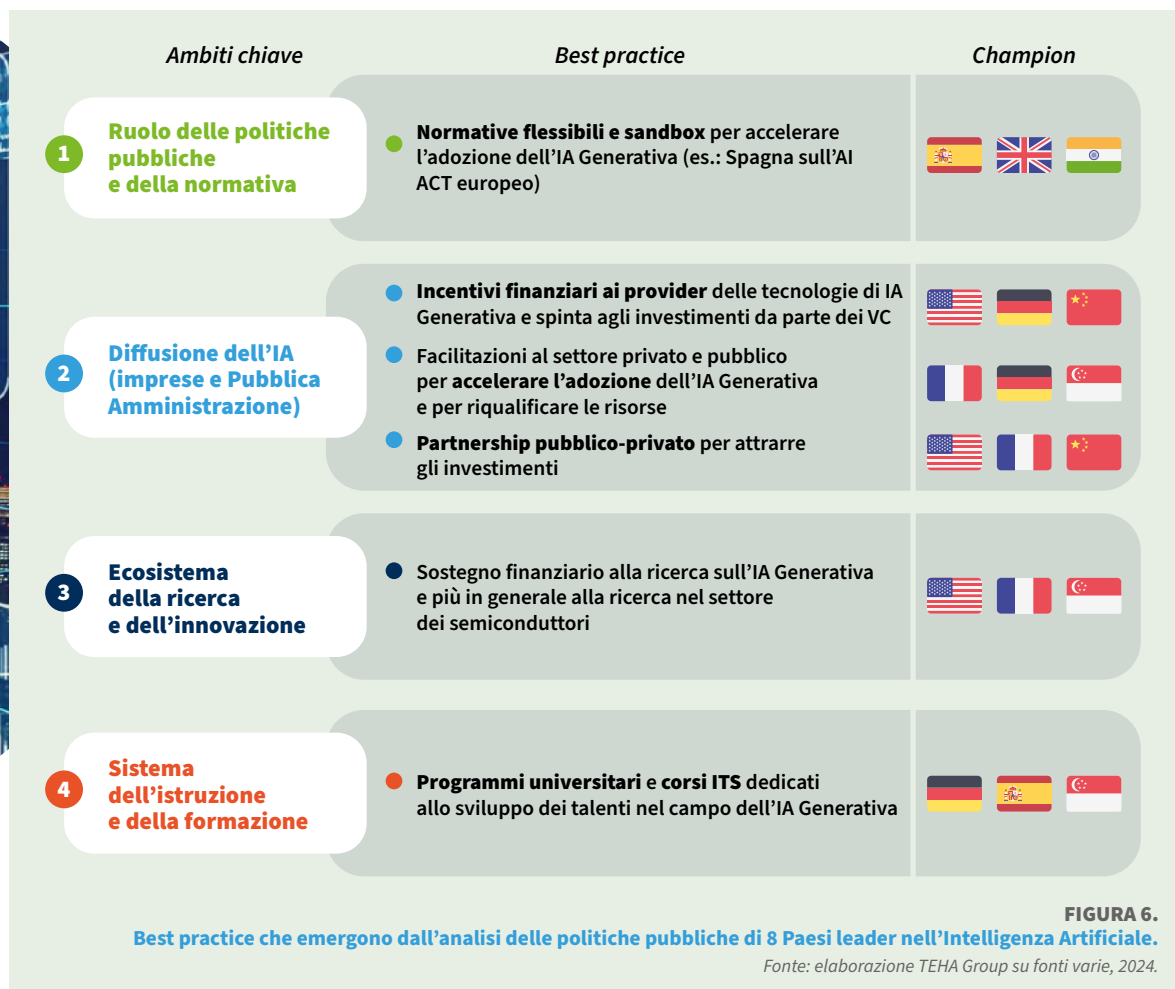 Ambiti chiave
Best practice
Champion
1
Ruolo delle politiche
pubbliche
e della normativa
Normative flessibili e sandbox per accelerare
l’adozione dell’IA Generativa (es.: Spagna sull’AI
ACT europeo)
2
Diffusione dell’IA
(imprese e Pubblica
Amministrazione)
Incentivi finanziari ai provider delle tecnologie di IA
Generativa e spinta agli investimenti da parte dei VC
Facilitazioni al settore privato e pubblico
per accelerare l’adozione dell’IA Generativa
e per riqualificare le risorse
Partnership pubblico-privato per attrarre
gli investimenti
3
Ecosistema
della ricerca
e dell’innovazione
Sostegno finanziario alla ricerca sull’IA Generativa
e più in generale alla ricerca nel settore
dei semiconduttori
4
Sistema
dell’istruzione
e della formazione
Programmi universitari e corsi ITS dedicati
allo sviluppo dei talenti nel campo dell’IA Generativa
FIGURA 6.
Best practice che emergono dall’analisi delle politiche pubbliche di 8 Paesi leader nell’Intelligenza Artificiale.
Fonte: elaborazione TEHA Group su fonti varie, 2024.